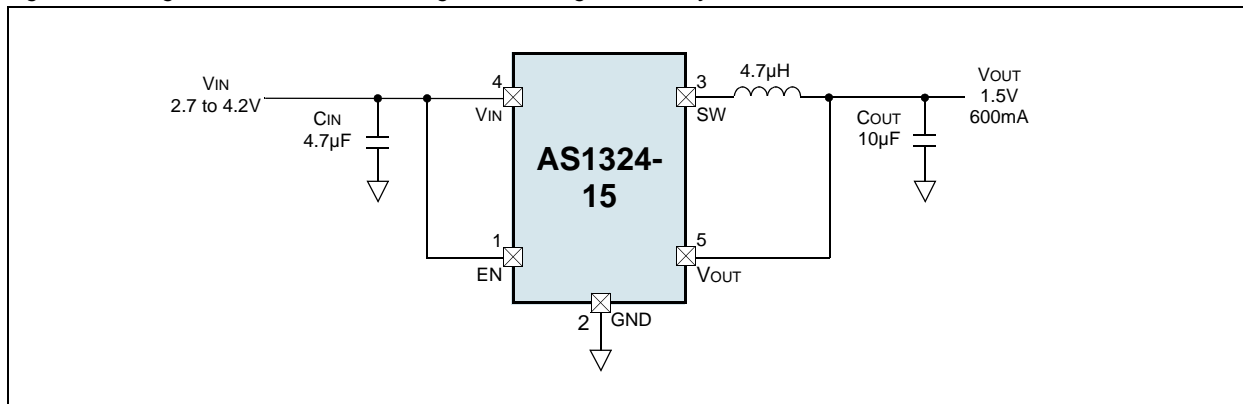 VIN
2.7 to 4.2V
CIN
4.7µF
4
VIN
1
EN
AS1324-
15
2
GND
3
SW
4.7µH
5
VOUT
COUT
10µF
VOUT
1.5V
600mA